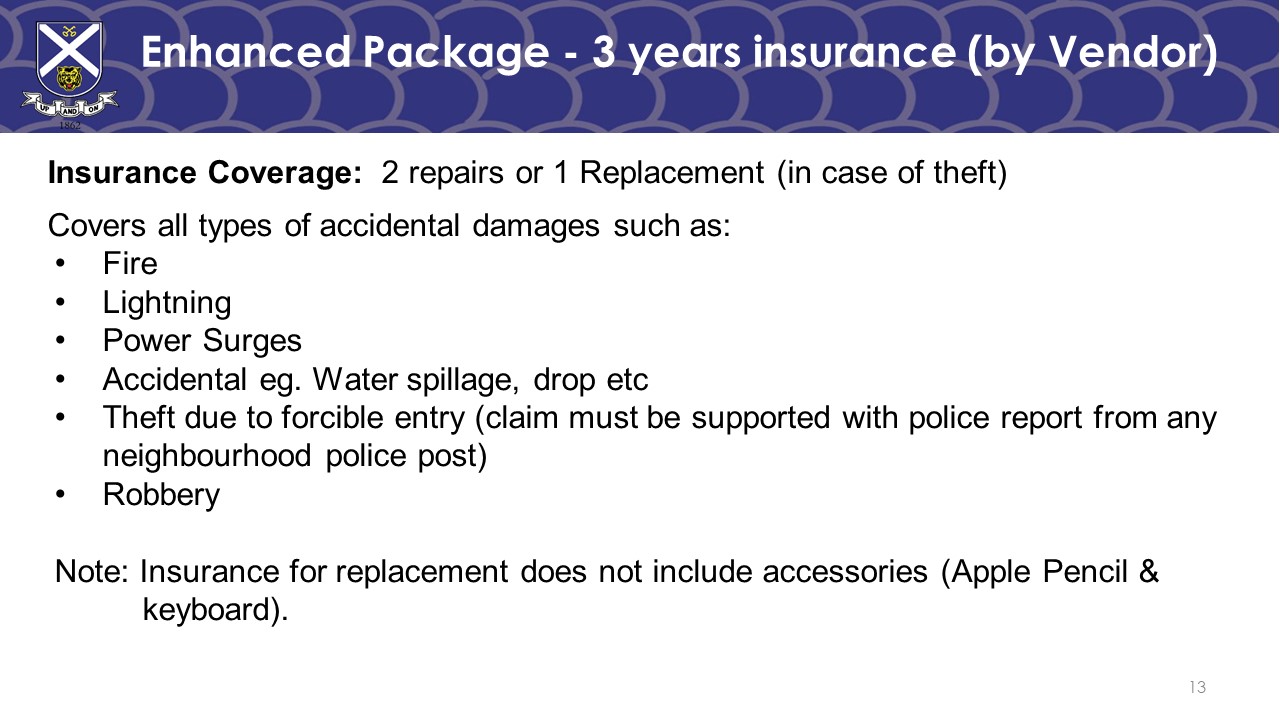 Enhanced Package - 3 years insurance (by Vendor)
UP AND ON
1862
Insurance Coverage: 2 repairs or 1 Replacement (in case of theft)
Covers all types of accidental damages such as:
• Fire
• Lightning
• Power Surges
• Accidental eg. Water spillage, drop etc
• Theft due to forcible entry (claim must be supported with police report from any
neighbourhood police post)
• Robbery
Note: Insurance for replacement does not include accessories (Apple Pencil &
keyboard).
13